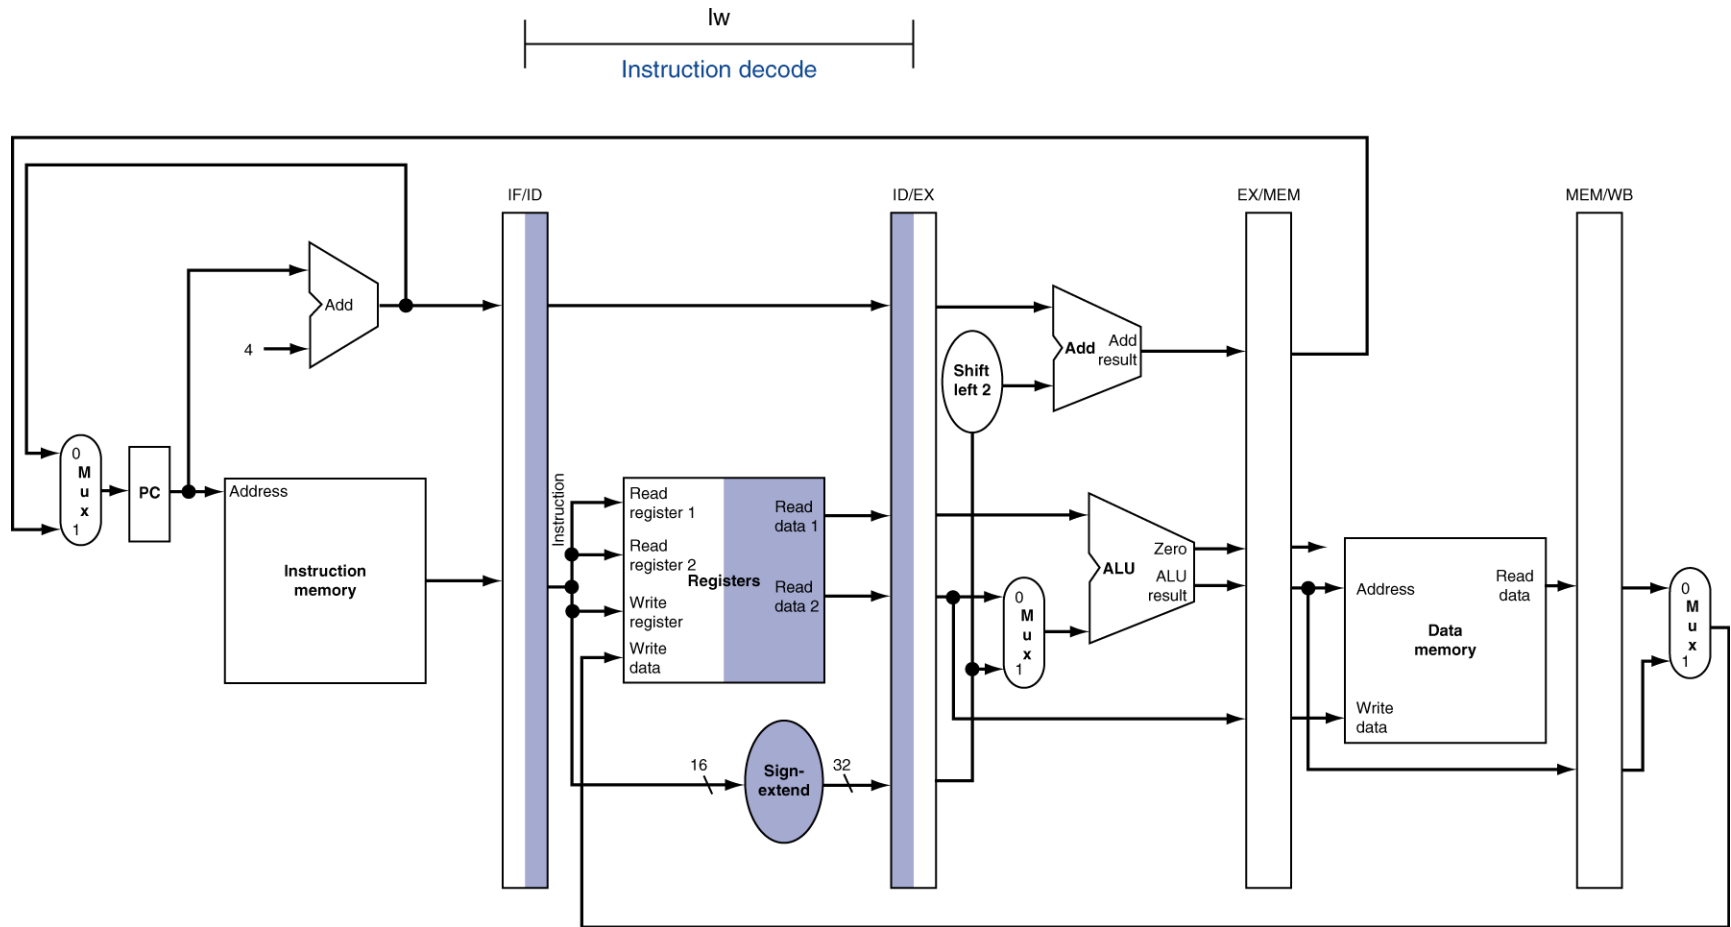 lw
Instruction decode
IF/ID
ID/EX
EX/MEM
MEM/WB
Add
4
Add
Add
result
Shift
left 2
0
M
u
x
1
PC
Address
Instruction
memory
Instruction
Read
register 1
Read
register 2
Write
register
Write
data
Registers
Read
data 1
Read
data 2
16
Sign-
extend
32
0
M
u
x
1
Zero
ALU
ALU
result
Address
Read
data
Data
memory
Write
data
0
M
u
x
1